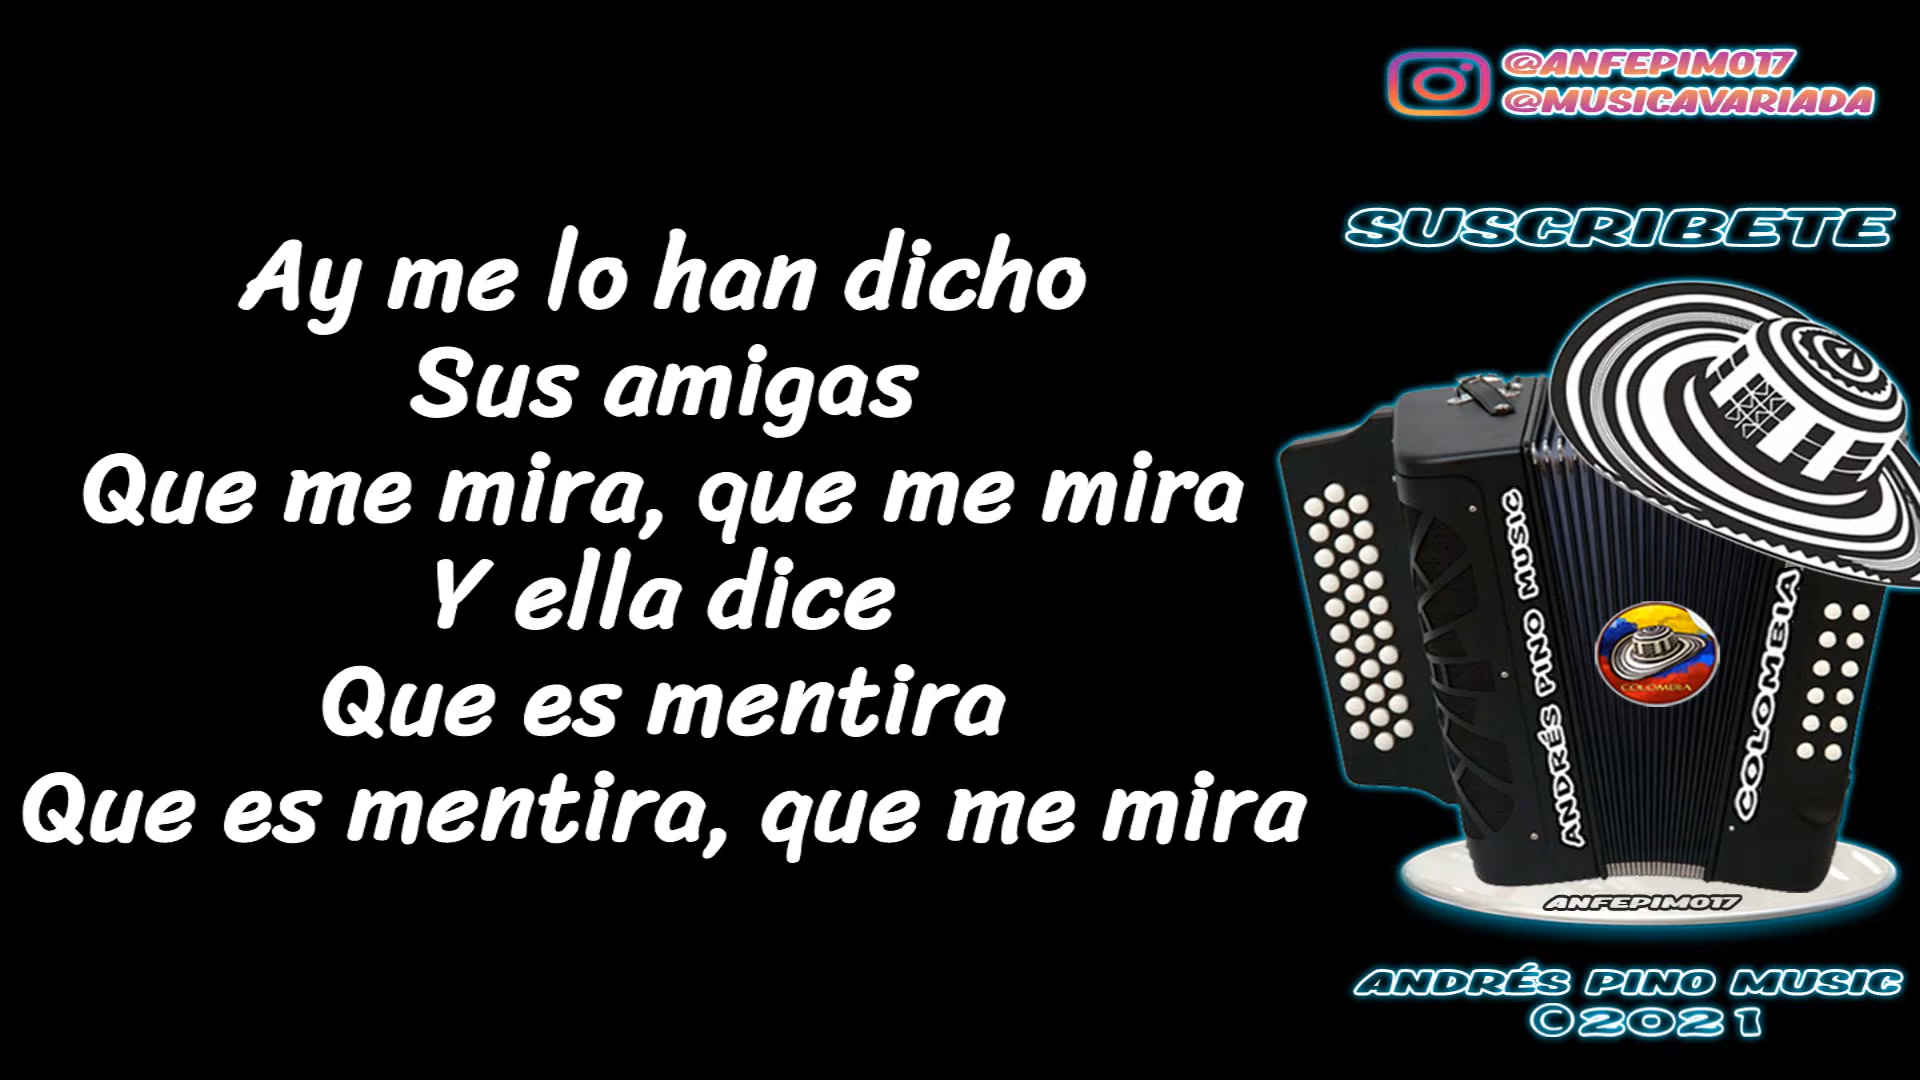 @ANFEPIMO17
@MUSICAVARIADA
SUSCRIBETE
Ay me lo han dicho
Sus amigas
Que me mira, que me mira
Y ella dice
Que es mentira
Que es mentira, que me mira
ANDRÉS PINO MUSIC
COLOMBIA
COLOMBIA
ANFEPIMO17
ANDRÉS PINO MUSIC
©2021